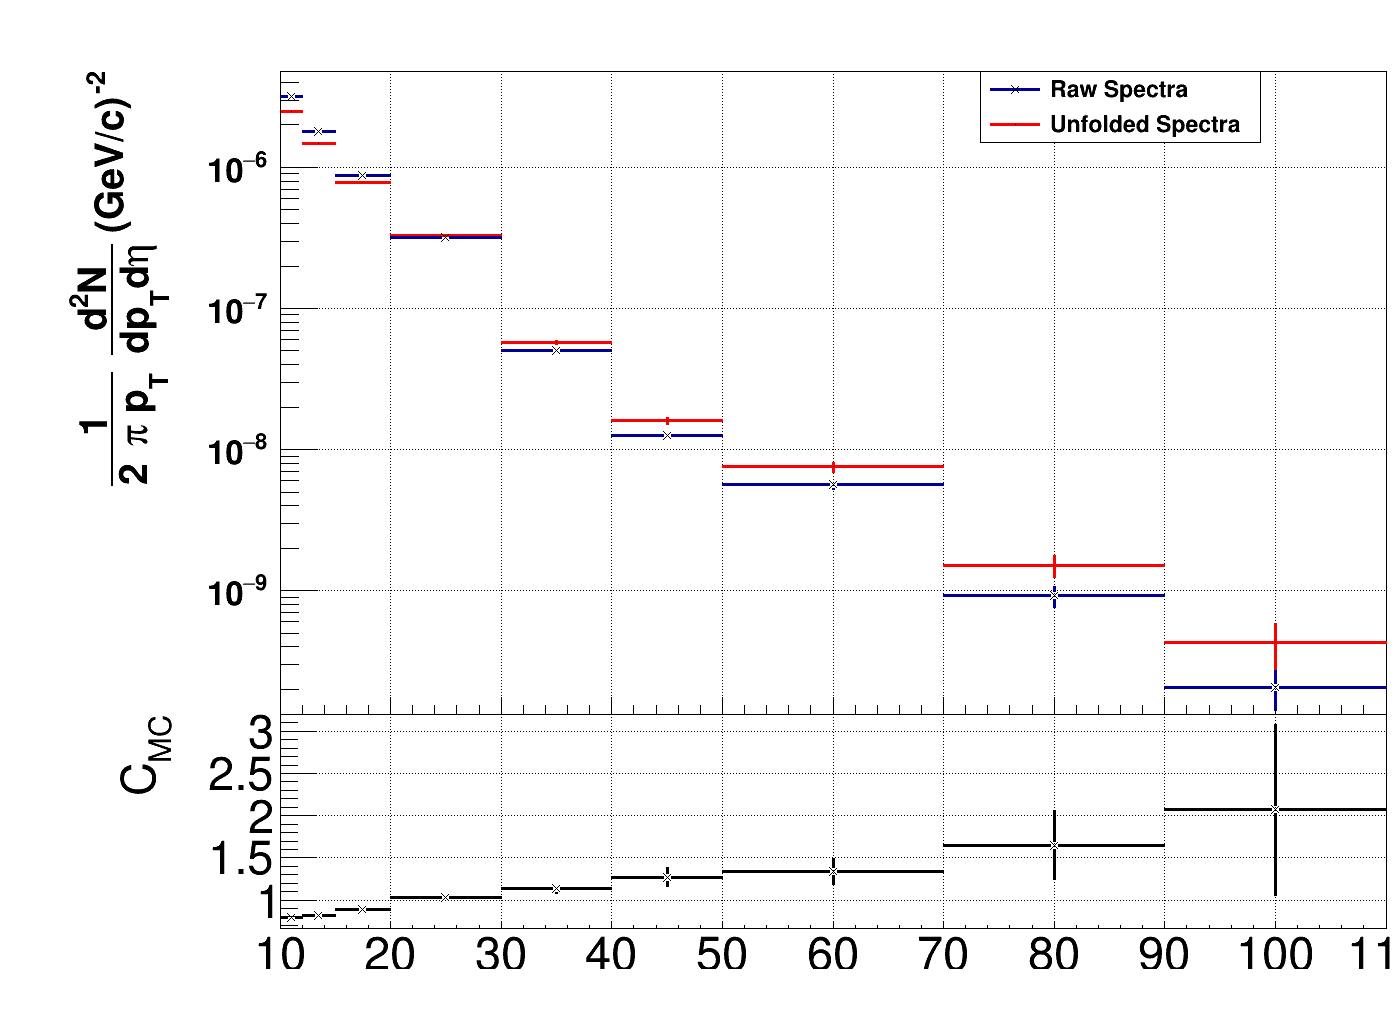 Raw Spectra
Unfolded Spectra
1/(2 π p_T) d²N/(dp_T dη) (GeV/c)⁻²
10⁻⁶
10⁻⁷
10⁻⁸
10⁻⁹
C_MC
3
2.5
2
1.5
1
10 20 30 40 50 60 70 80 90 100 11